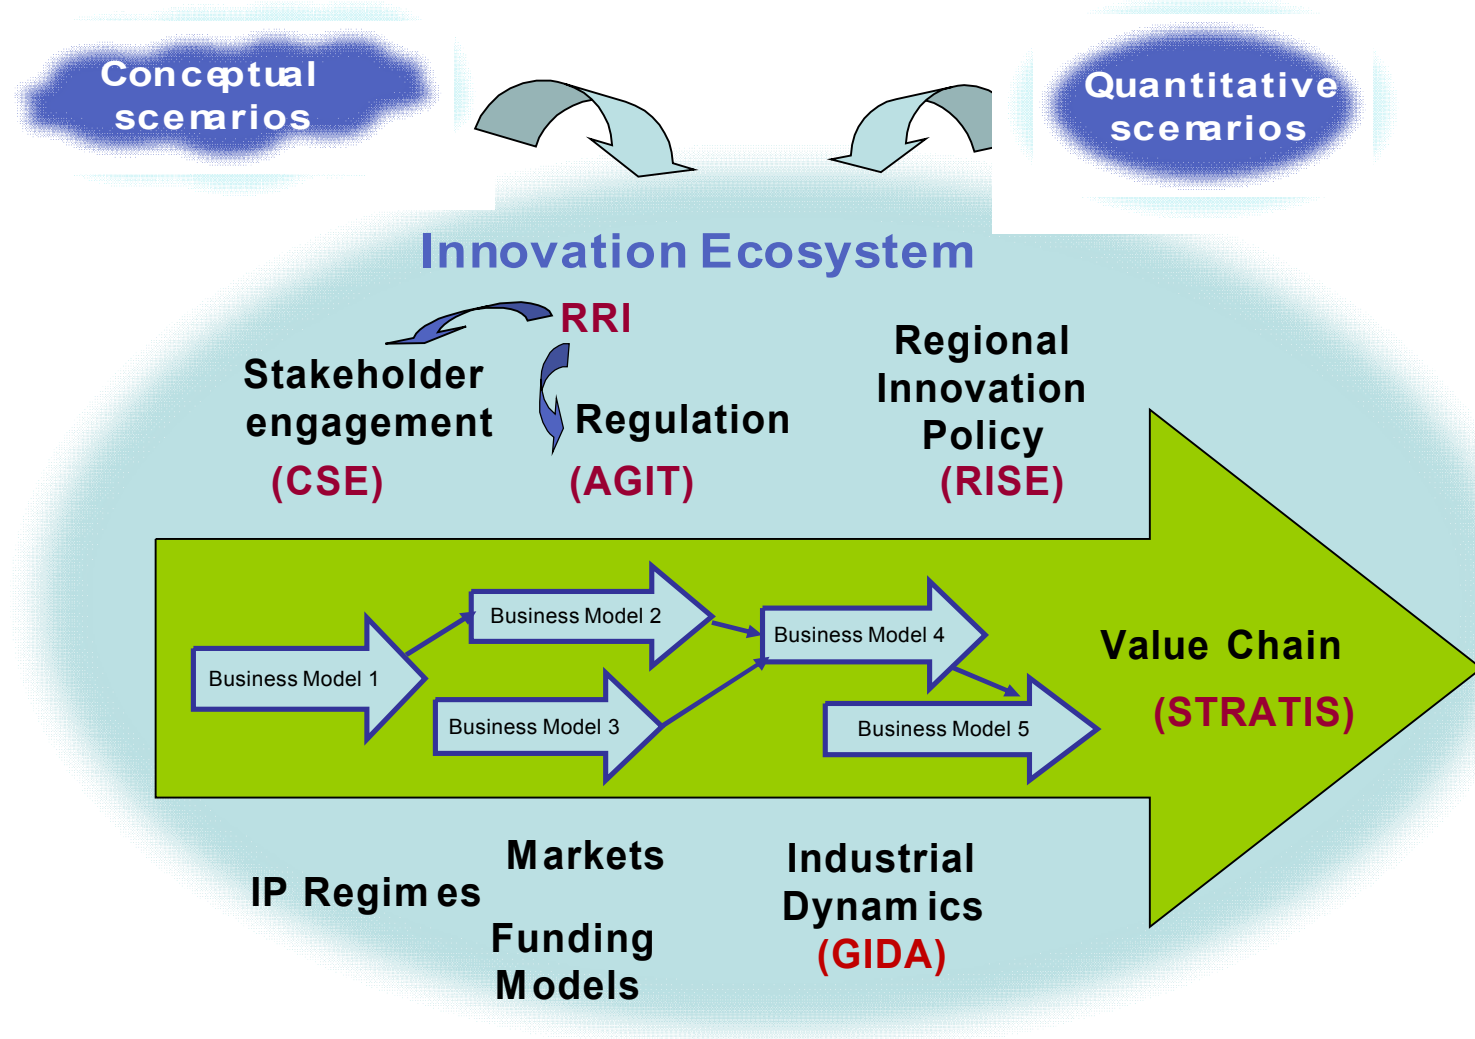 Conceptual
scenarios
Quantitative
scenarios
Innovation Ecosystem
RRI
Stakeholder
engagement
(CSE)
Regulation
(AGIT)
Regional
Innovation
Policy
(RISE)
Business Model 1
Business Model 2
Business Model 3
Business Model 4
Business Model 5
Value Chain
(STRATIS)
IP Regimes
Markets
Funding
Models
Industrial
Dynamics
(GIDA)